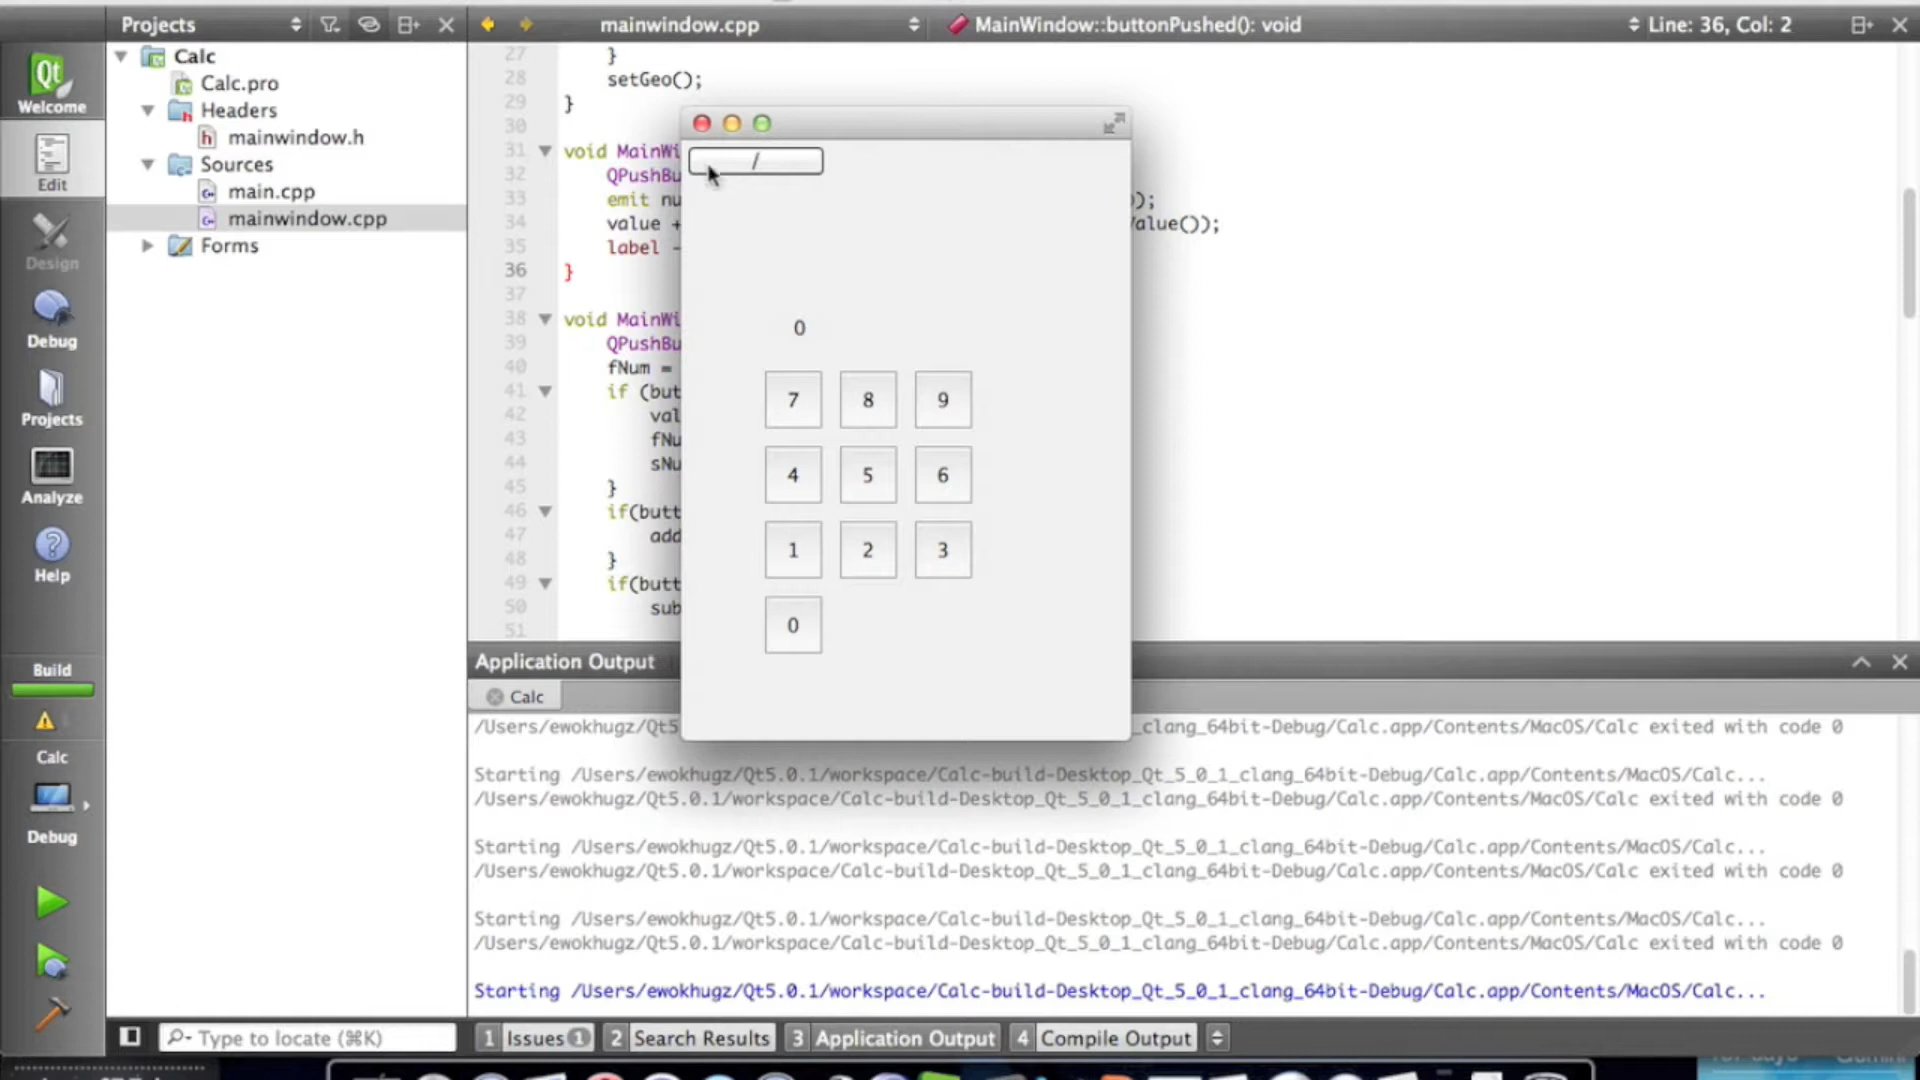 Projects
mainwindow.cpp
MainWindow::buttonPushed(): void
Line: 36, Col: 2
Welcome
Edit
Design
Debug
Projects
Analyze
Help
Build
Calc
Debug
Calc
Calc.pro
Headers
mainwindow.h
Sources
main.cpp
mainwindow.cpp
Forms
27 }
28 setGeo();
29 }
30
31 void MainWi
32 QPushBu
33 emit nu );
34 value + Value());
35 label -
36 }
37
38 void MainWi
39 QPushBu
40 fNum =
41 if (but
42 val
43 fNu
44 sNu
45 }
46 if(butt
47 add
48 }
49 if(butt
50 sub
51
/
0
7 8 9
4 5 6
1 2 3
0
Application Output
Calc
/Users/ewokhugz/Qt5 _clang_64bit-Debug/Calc.app/Contents/MacOS/Calc exited with code 0
Starting /Users/ewokhugz/Qt5.0.1/workspace/Calc-build-Desktop_Qt_5_0_1_clang_64bit-Debug/Calc.app/Contents/MacOS/Calc...
/Users/ewokhugz/Qt5.0.1/workspace/Calc-build-Desktop_Qt_5_0_1_clang_64bit-Debug/Calc.app/Contents/MacOS/Calc exited with code 0
Starting /Users/ewokhugz/Qt5.0.1/workspace/Calc-build-Desktop_Qt_5_0_1_clang_64bit-Debug/Calc.app/Contents/MacOS/Calc...
/Users/ewokhugz/Qt5.0.1/workspace/Calc-build-Desktop_Qt_5_0_1_clang_64bit-Debug/Calc.app/Contents/MacOS/Calc exited with code 0
Starting /Users/ewokhugz/Qt5.0.1/workspace/Calc-build-Desktop_Qt_5_0_1_clang_64bit-Debug/Calc.app/Contents/MacOS/Calc...
/Users/ewokhugz/Qt5.0.1/workspace/Calc-build-Desktop_Qt_5_0_1_clang_64bit-Debug/Calc.app/Contents/MacOS/Calc exited with code 0
Starting /Users/ewokhugz/Qt5.0.1/workspace/Calc-build-Desktop_Qt_5_0_1_clang_64bit-Debug/Calc.app/Contents/MacOS/Calc...
Type to locate (⌘K) 1 Issues 1 2 Search Results 3 Application Output 4 Compile Output